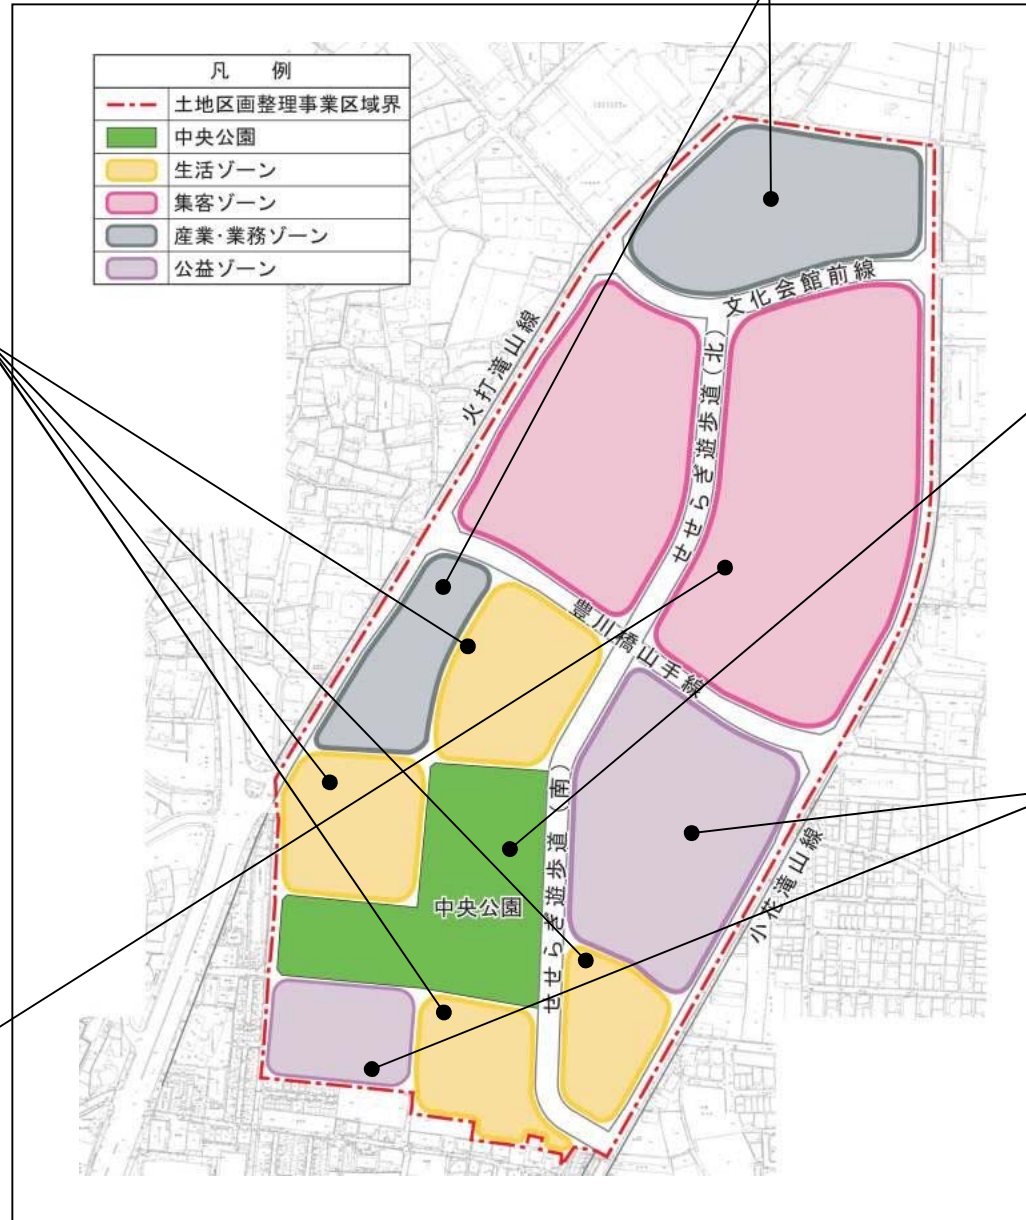 凡 例
土地区画整理事業区域界
中央公園
生活ゾーン
集客ゾーン
産業・業務ゾーン
公益ゾーン
文化会館前線
火打滝山線
せせらぎ遊歩道（北）
豊川橋山手線
せせらぎ遊歩道（南）
中央公園
小花滝山線